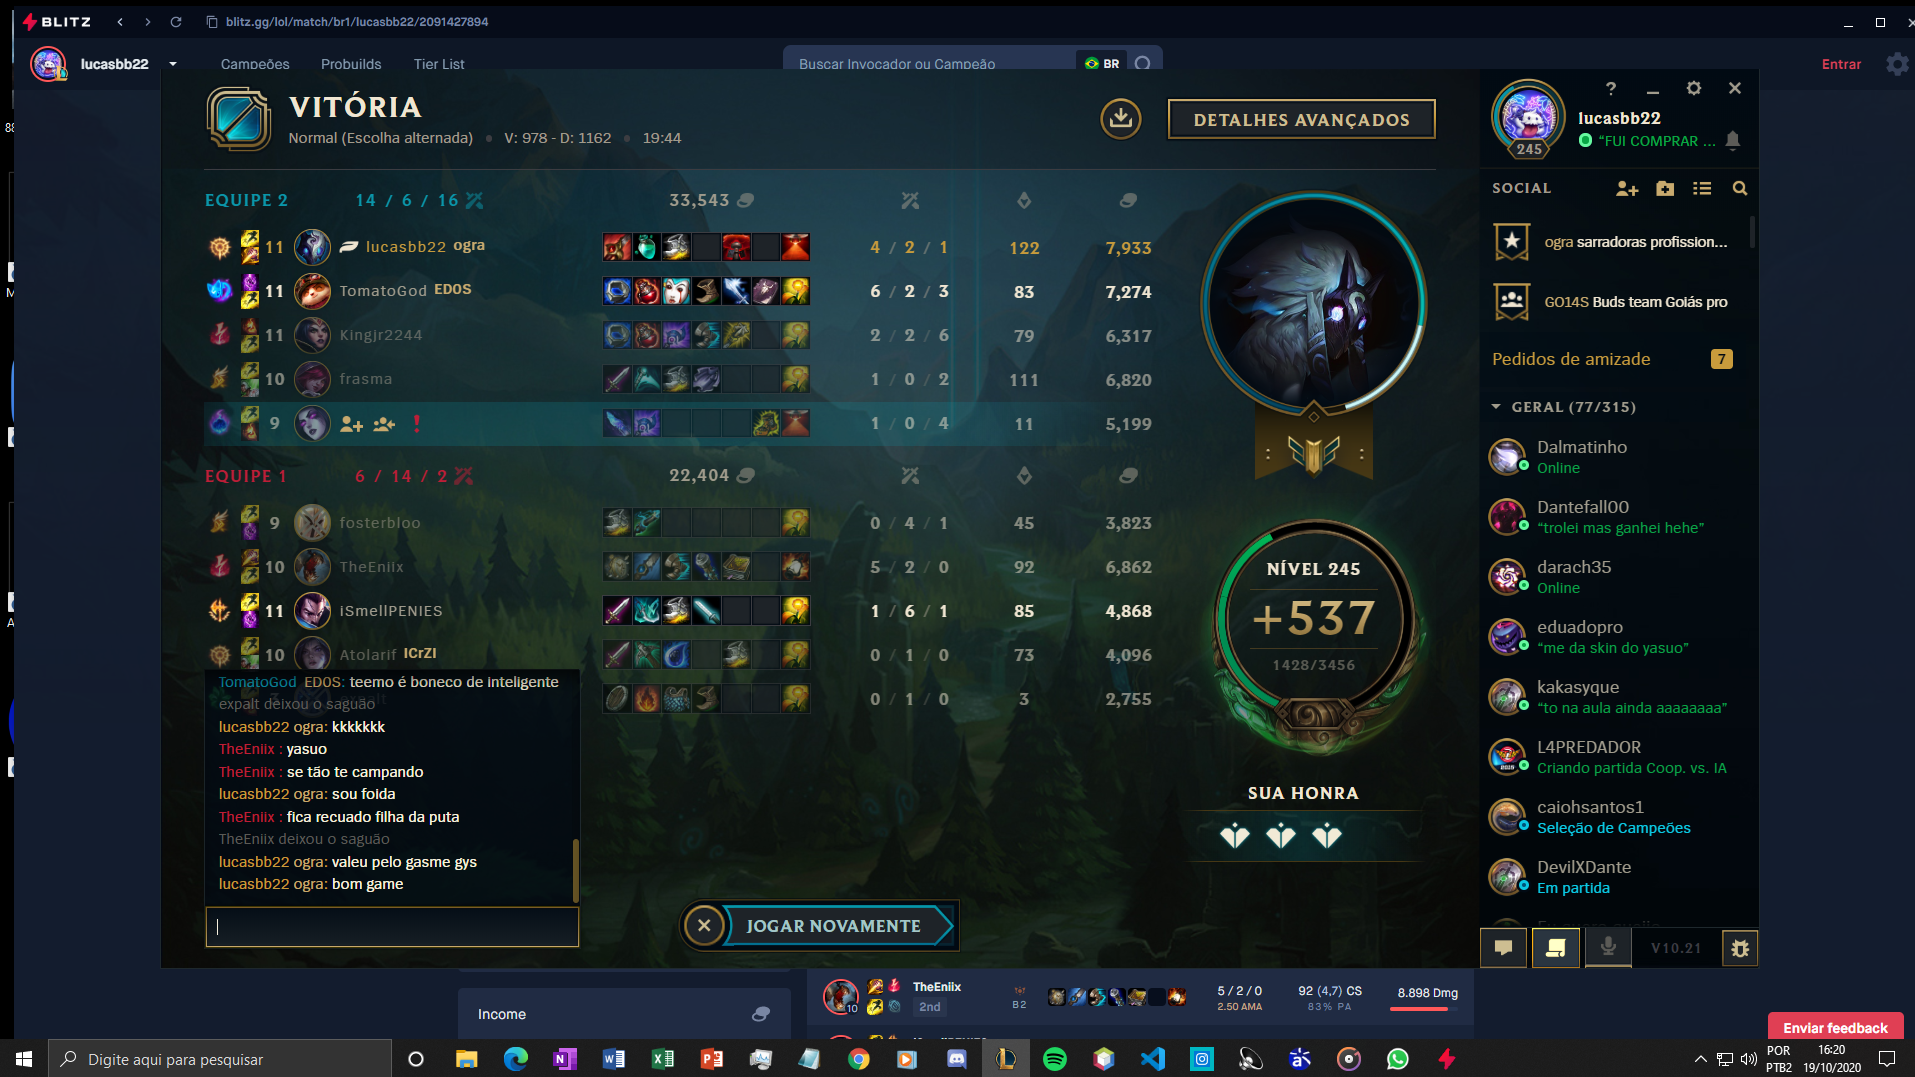 BLITZ
blitz.gg/lol/match/br1/lucasbb22/2091427894
lucasbb22
Campeões
Probuilds
Tier List
Buscar Invocador ou Campeão
BR
Entrar
VITÓRIA
Normal (Escolha alternada) • V: 978 - D: 1162 • 19:44
DETALHES AVANÇADOS
EQUIPE 2 14 / 6 / 16 33,543
11 lucasbb22 ogra 4 / 2 / 1 122 7,933
11 TomatoGod EDOS 6 / 2 / 3 83 7,274
11 Kingjr2244 2 / 2 / 6 79 6,317
10 frasma 1 / 0 / 2 111 6,820
9 ! 1 / 0 / 4 11 5,199
EQUIPE 1 6 / 14 / 2 22,404
9 fosterbloo 0 / 4 / 1 45 3,823
10 TheEniix 5 / 2 / 0 92 6,862
11 iSmellPENIES 1 / 6 / 1 85 4,868
10 Atolarif ICrZI 0 / 1 / 0 73 4,096
0 / 1 / 0 3 2,755
TomatoGod EDOS: teemo é boneco de inteligente
expalt deixou o saguão
lucasbb22 ogra: kkkkkkk
TheEniix : yasuo
TheEniix : se tão te campando
lucasbb22 ogra: sou foida
TheEniix : fica recuado filha da puta
TheEniix deixou o saguão
lucasbb22 ogra: valeu pelo gasme gys
lucasbb22 ogra: bom game
JOGAR NOVAMENTE
NÍVEL 245
+537
1428/3456
SUA HONRA
?
245
lucasbb22
“FUI COMPRAR ...
SOCIAL
ogra sarradoras profission...
GO14S Buds team Goiás pro
Pedidos de amizade 7
GERAL (77/315)
Dalmatinho
Online
Dantefall00
“trolei mas ganhei hehe”
darach35
Online
eduadopro
“me da skin do yasuo”
kakasyque
“to na aula ainda aaaaaaaa”
L4PREDADOR
Criando partida Coop. vs. IA
caiohsantos1
Seleção de Campeões
DevilXDante
Em partida
V10.21
Income
10 TheEniix
2nd
B2
5 / 2 / 0
2.50 AMA
92 (4,7) CS
83% PA
8.898 Dmg
Enviar feedback
Digite aqui para pesquisar
POR
PTB2
16:20
19/10/2020